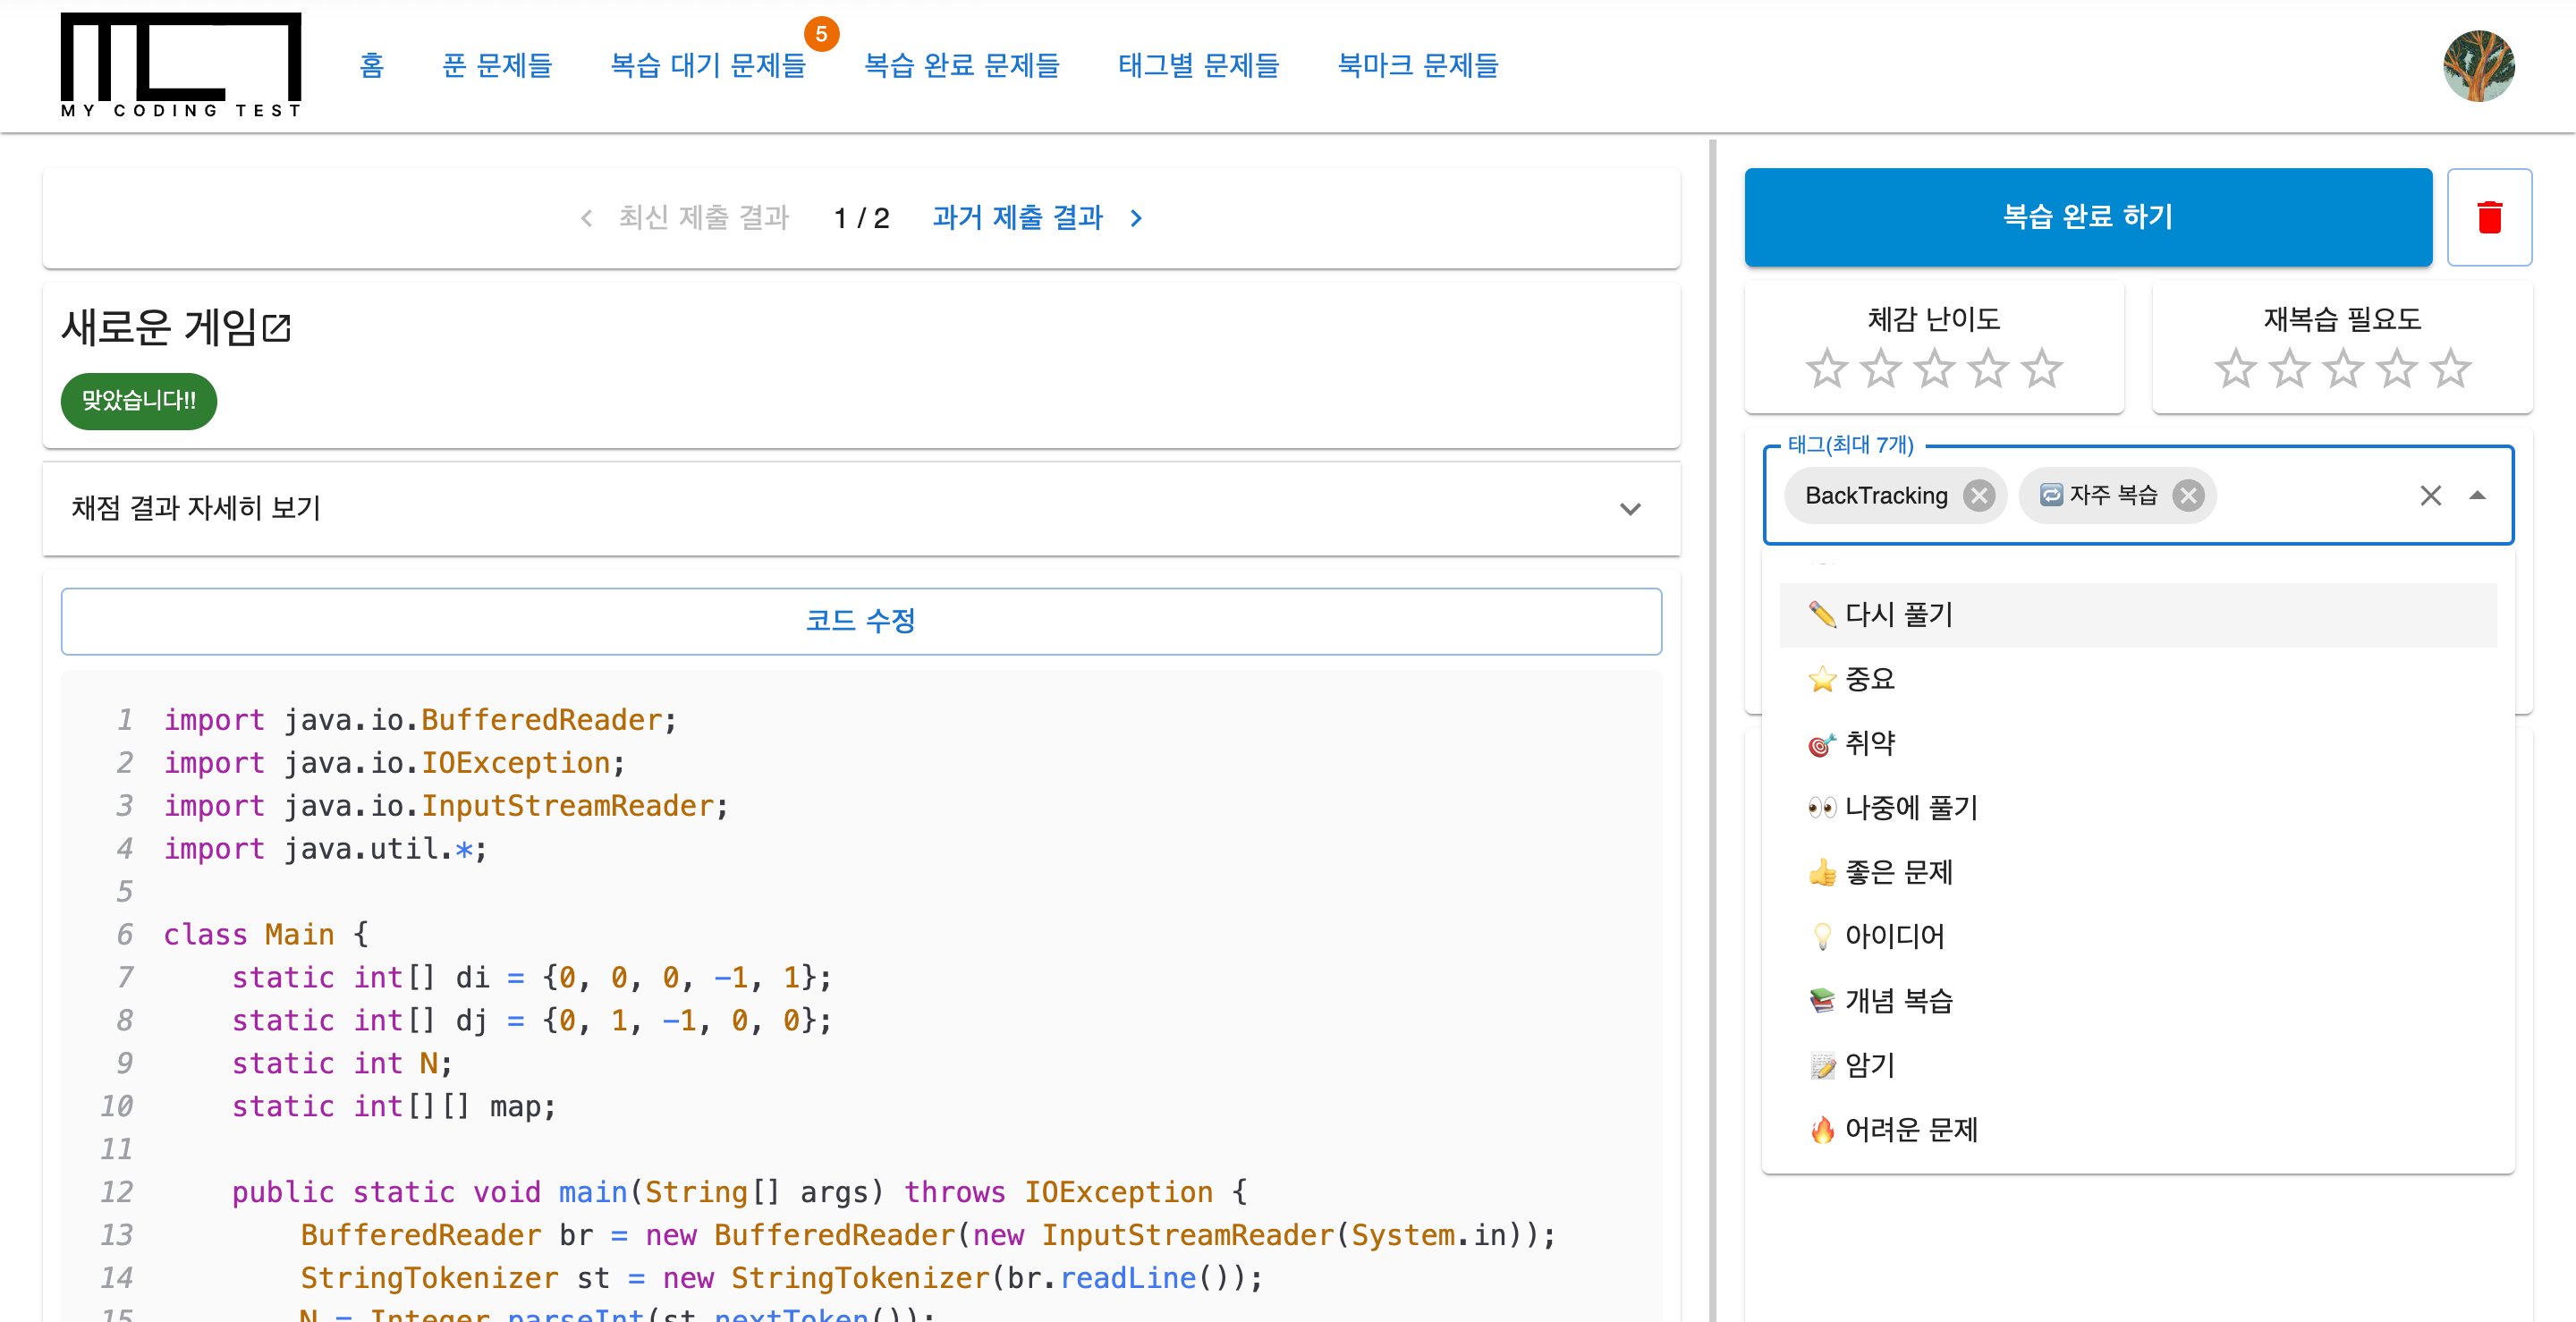 MY CODING TEST
홈 푼 문제들 복습 대기 문제들 5 복습 완료 문제들 태그별 문제들 북마크 문제들
최신 제출 결과 1 / 2 과거 제출 결과
새로운 게임
맞았습니다!!
채점 결과 자세히 보기
코드 수정
1 import java.io.BufferedReader;
2 import java.io.IOException;
3 import java.io.InputStreamReader;
4 import java.util.*;
5
6 class Main {
7 static int[] di = {0, 0, 0, -1, 1};
8 static int[] dj = {0, 1, -1, 0, 0};
9 static int N;
10 static int[][] map;
11
12 public static void main(String[] args) throws IOException {
13 BufferedReader br = new BufferedReader(new InputStreamReader(System.in));
14 StringTokenizer st = new StringTokenizer(br.readLine());
15 N = Integer.parseInt(st.nextToken());
복습 완료 하기
체감 난이도
재복습 필요도
태그(최대 7개)
BackTracking 🔁 자주 복습
✏️ 다시 풀기
⭐ 중요
🎯 취약
👀 나중에 풀기
👍 좋은 문제
💡 아이디어
📚 개념 복습
📝 암기
🔥 어려운 문제